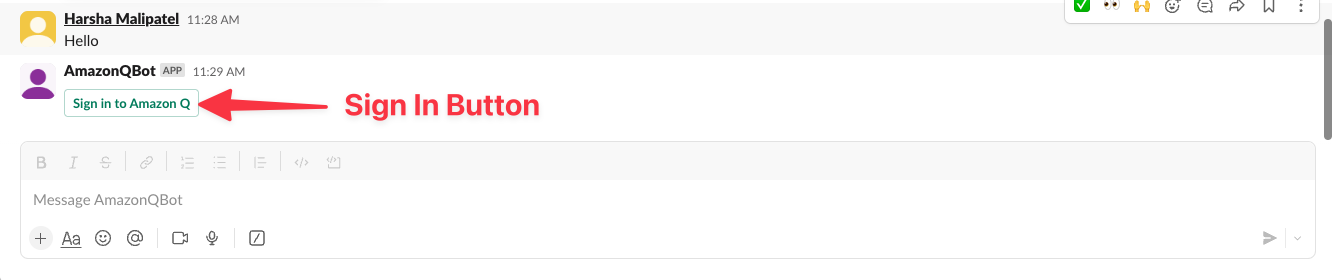 Harsha Malipatel 11:28 AM
Hello
AmazonQBot APP 11:29 AM
Sign in to Amazon Q
Sign In Button
Message AmazonQBot
Aa